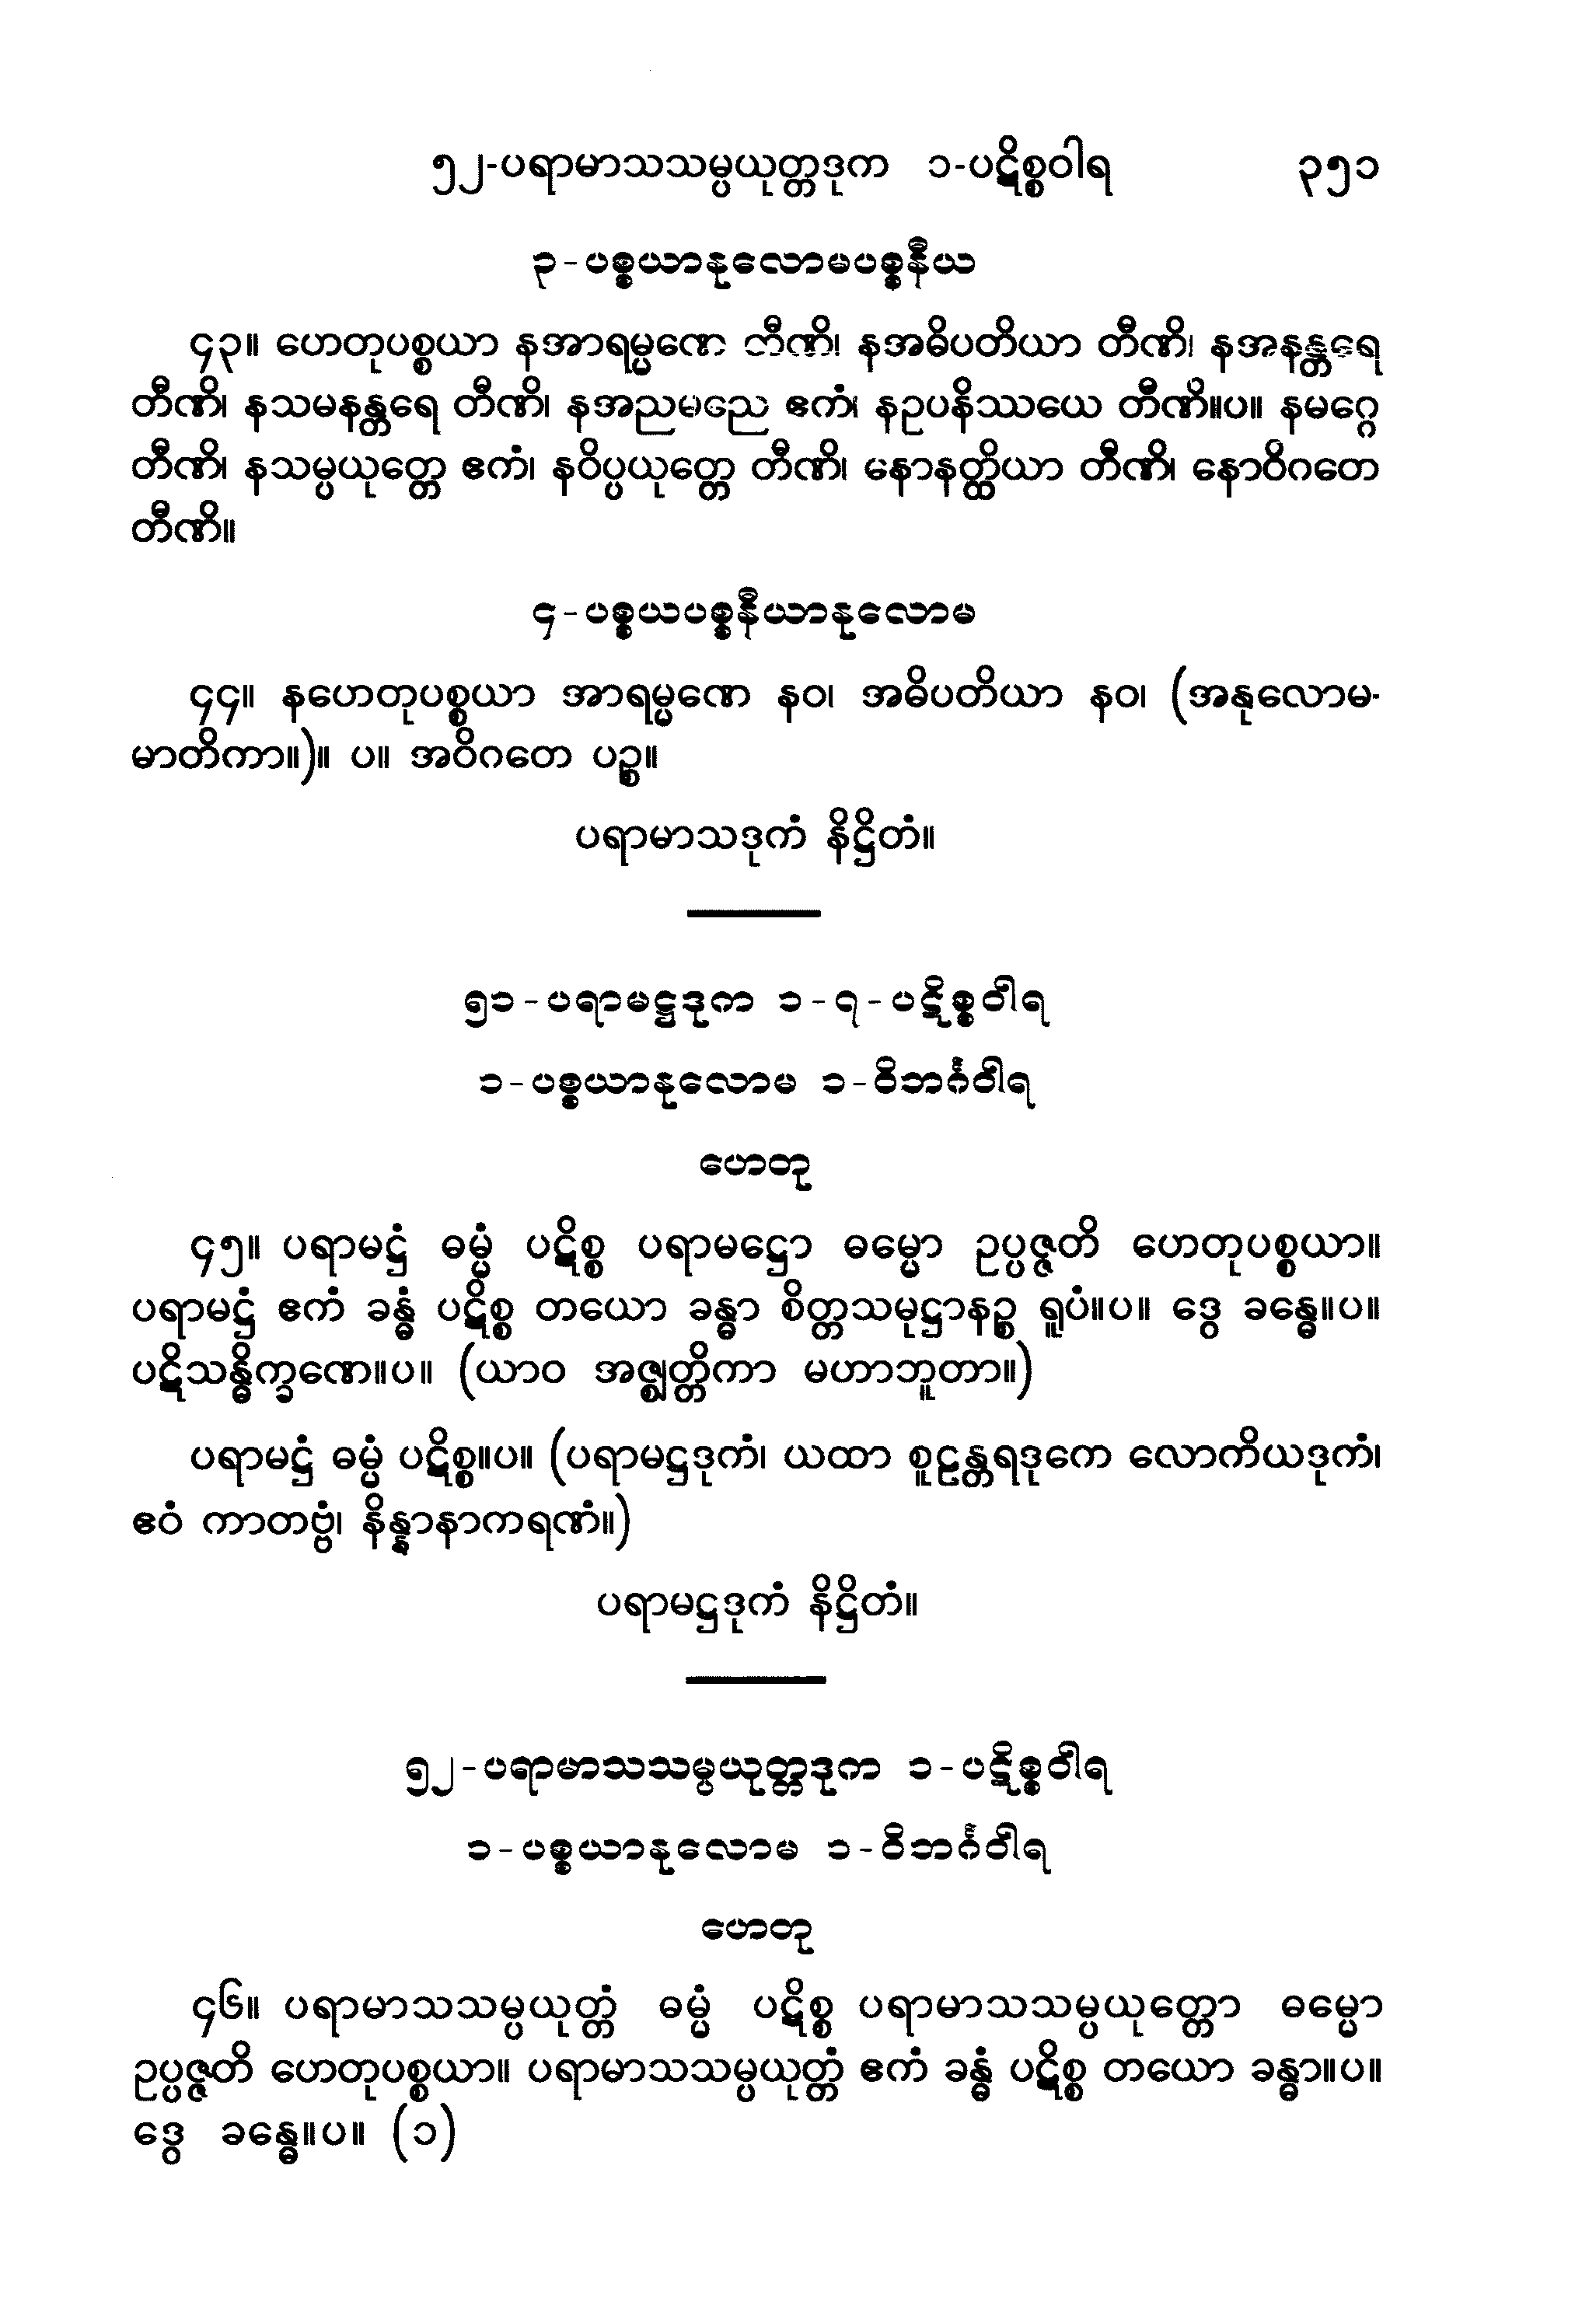 ၅၂-ပရာမာသသမ္ပယုတ္တဒုက ၁-ပဋိစ္စဝါရ ၃၅၁
၃-ပစ္စယာနုလောမပစ္စနီယ
၄၃။ ဟေတုပစ္စယာ နအာရမ္မဏေ တီဏိ၊ နအဓိပတိယာ တီဏိ၊ နအနန္တရေ
တီဏိ၊ နသမနန္တရေ တီဏိ၊ နအညမညေ ဧကံ၊ နဥပနိဿယေ တီဏိ။ပ။ နမဂ္ဂေ
တီဏိ၊ နသမ္ပယုတ္တေ ဧကံ၊ နဝိပ္ပယုတ္တေ တီဏိ၊ နောနတ္ထိယာ တီဏိ၊ နောဝိဂတေ
တီဏိ။
၄-ပစ္စယပစ္စနီယာနုလောမ
၄၄။ နဟေတုပစ္စယာ အာရမ္မဏေ နဝ၊ အဓိပတိယာ နဝ၊ (အနုလောမ-
မာတိကာ။)။ ပ။ အဝိဂတေ ပဉ္စ။
ပရာမာသဒုကံ နိဋ္ဌိတံ။
၅၁-ပရာမဋ္ဌဒုက ၁-၇-ပဋိစ္စဝါရ
၁-ပစ္စယာနုလောမ ၁-ဝိဘင်္ဂဝါရ
ဟေတု
၄၅။ ပရာမဋ္ဌံ ဓမ္မံ ပဋိစ္စ ပရာမဋ္ဌော ဓမ္မော ဥပ္ပဇ္ဇတိ ဟေတုပစ္စယာ။
ပရာမဋ္ဌံ ဧကံ ခန္ဓံ ပဋိစ္စ တယော ခန္ဓာ စိတ္တသမုဋ္ဌာနဉ္စ ရူပံ။ပ။ ဒွေ ခန္ဓေ။ပ။
ပဋိသန္ဓိက္ခဏေ။ပ။ (ယာဝ အဇ္ဈတ္တိကာ မဟာဘူတာ။)
ပရာမဋ္ဌံ ဓမ္မံ ပဋိစ္စ။ပ။ (ပရာမဋ္ဌဒုကံ၊ ယထာ စူဠန္တရဒုကေ လောကိယဒုကံ၊
ဧဝံ ကာတဗ္ဗံ၊ နိန္နာနာကရဏံ။)
ပရာမဋ္ဌဒုကံ နိဋ္ဌိတံ။
၅၂-ပရာမာသသမ္ပယုတ္တဒုက ၁-ပဋိစ္စဝါရ
၁-ပစ္စယာနုလောမ ၁-ဝိဘင်္ဂဝါရ
ဟေတု
၄၆။ ပရာမာသသမ္ပယုတ္တံ ဓမ္မံ ပဋိစ္စ ပရာမာသသမ္ပယုတ္တော ဓမ္မော
ဥပ္ပဇ္ဇတိ ဟေတုပစ္စယာ။ ပရာမာသသမ္ပယုတ္တံ ဧကံ ခန္ဓံ ပဋိစ္စ တယော ခန္ဓာ။ပ။
ဒွေ ခန္ဓေ။ပ။ (၁)